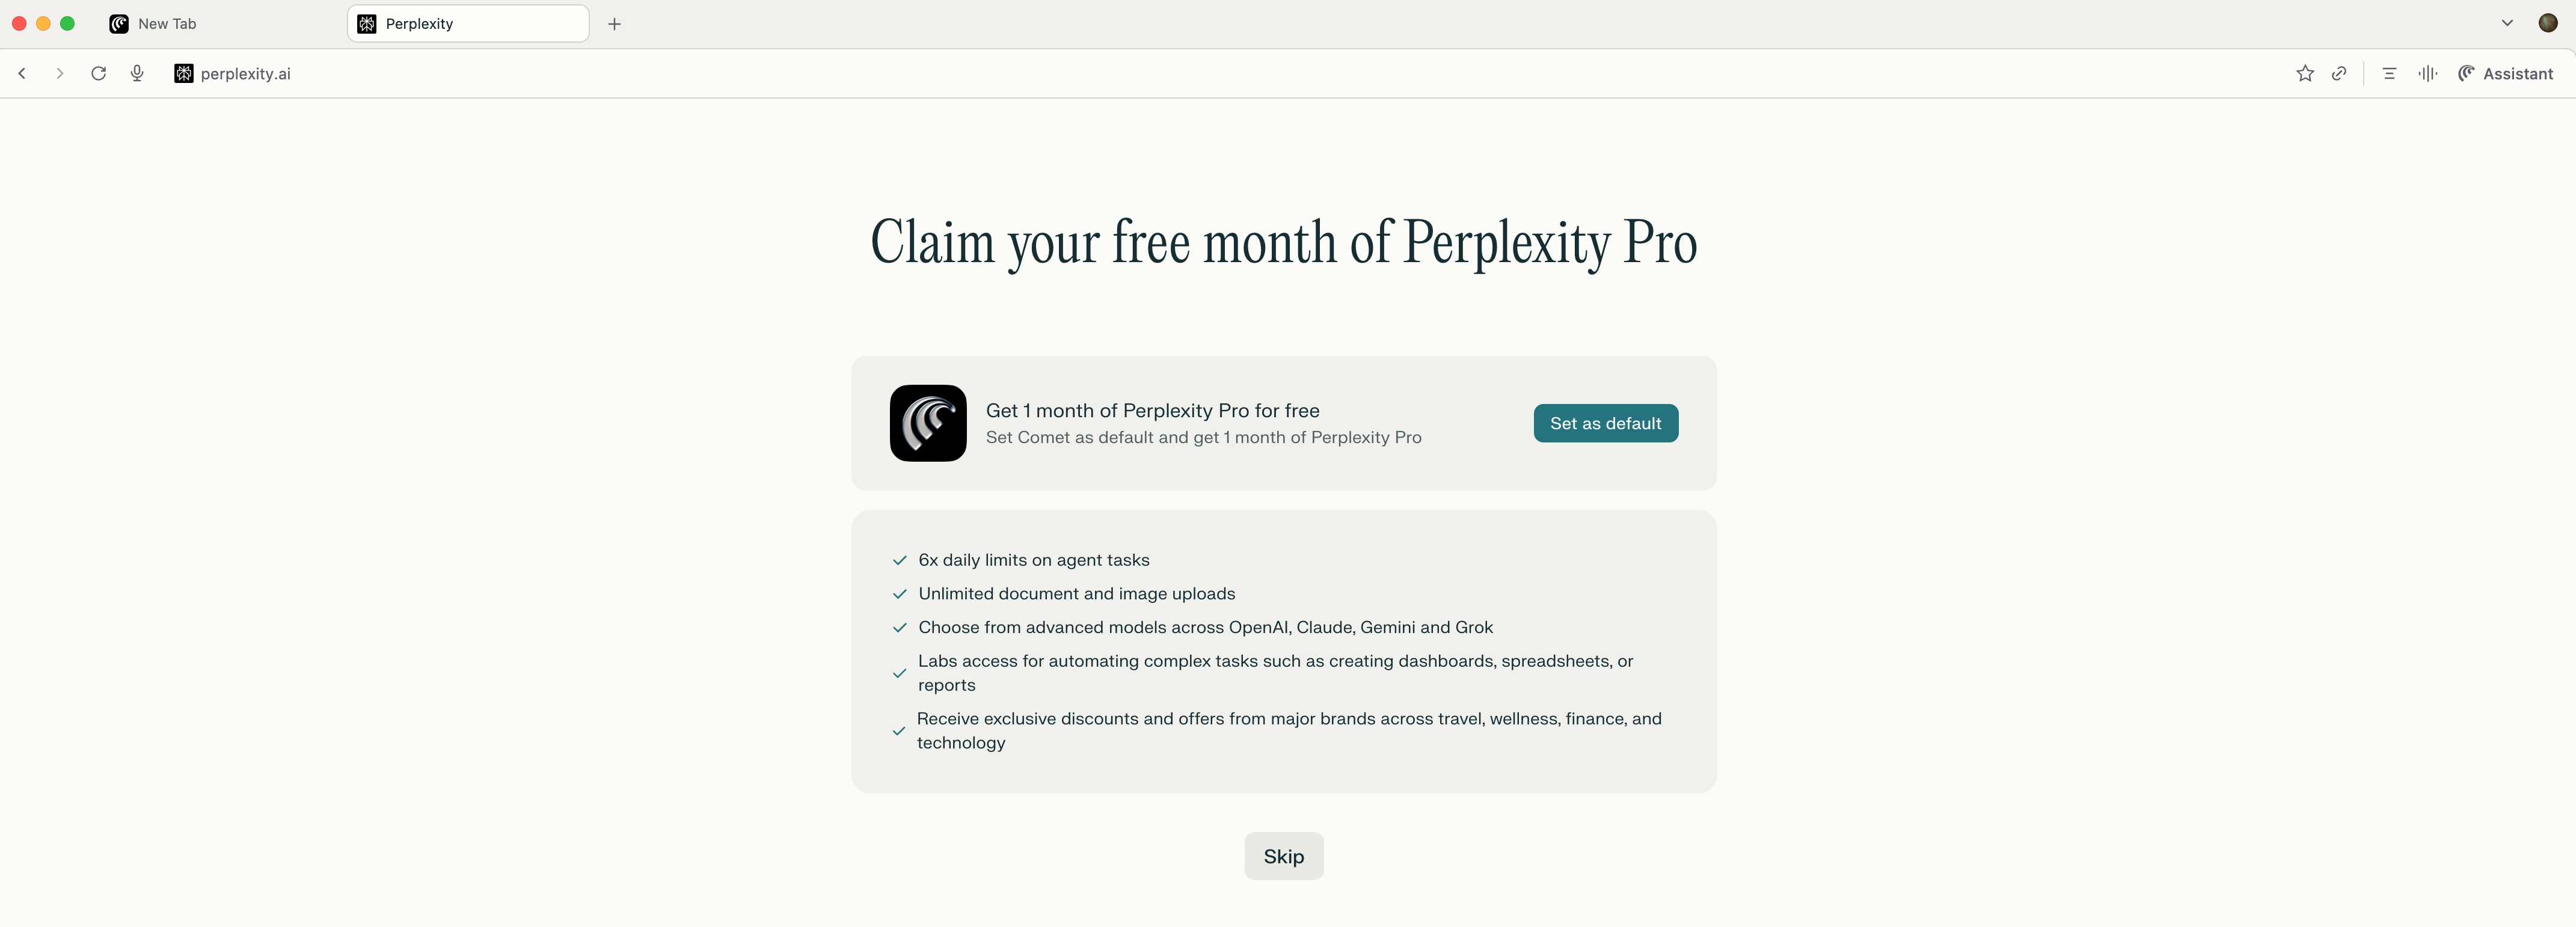 New Tab
Perplexity
perplexity.ai
Assistant
Claim your free month of Perplexity Pro
Get 1 month of Perplexity Pro for free
Set Comet as default and get 1 month of Perplexity Pro
Set as default
6x daily limits on agent tasks
Unlimited document and image uploads
Choose from advanced models across OpenAI, Claude, Gemini and Grok
Labs access for automating complex tasks such as creating dashboards, spreadsheets, or
reports
Receive exclusive discounts and offers from major brands across travel, wellness, finance, and
technology
Skip